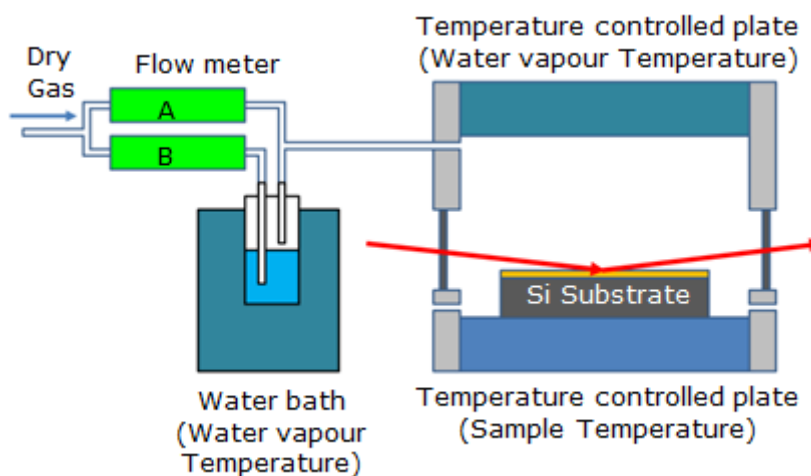 Dry
Gas
Flow meter
A
B
Temperature controlled plate
(Water vapour Temperature)
Si Substrate
Water bath
(Water vapour
Temperature)
Temperature controlled plate
(Sample Temperature)